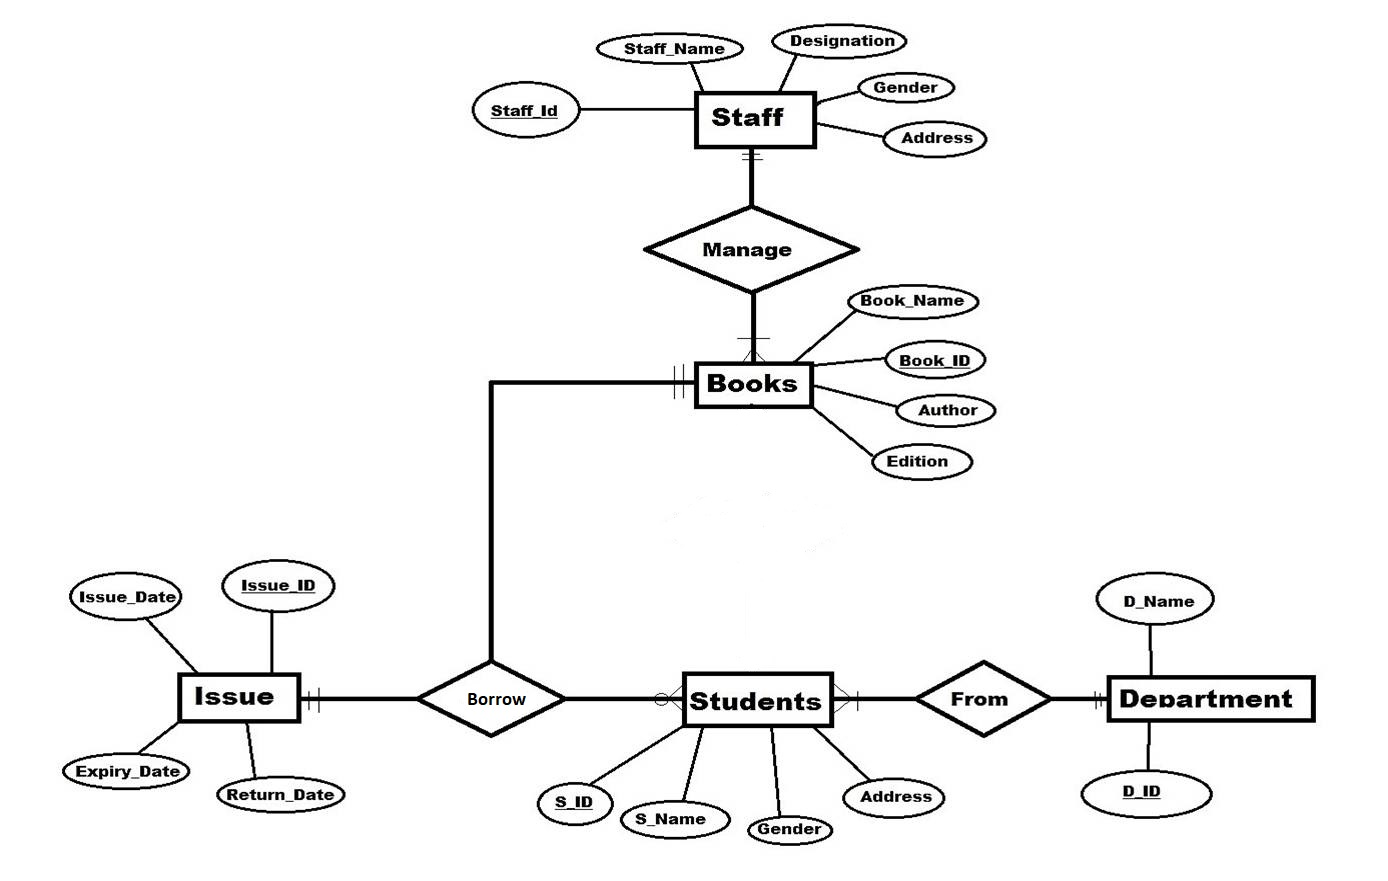 Staff_Name
Designation
Gender
Staff_Id
Staff
Address
Manage
Book_Name
Book_ID
Books
Author
Edition
Issue_Date
Issue_ID
D_Name
Issue
Borrow
Students
From
Department
Expiry_Date
Return_Date
S_ID
S_Name
Gender
Address
D_ID